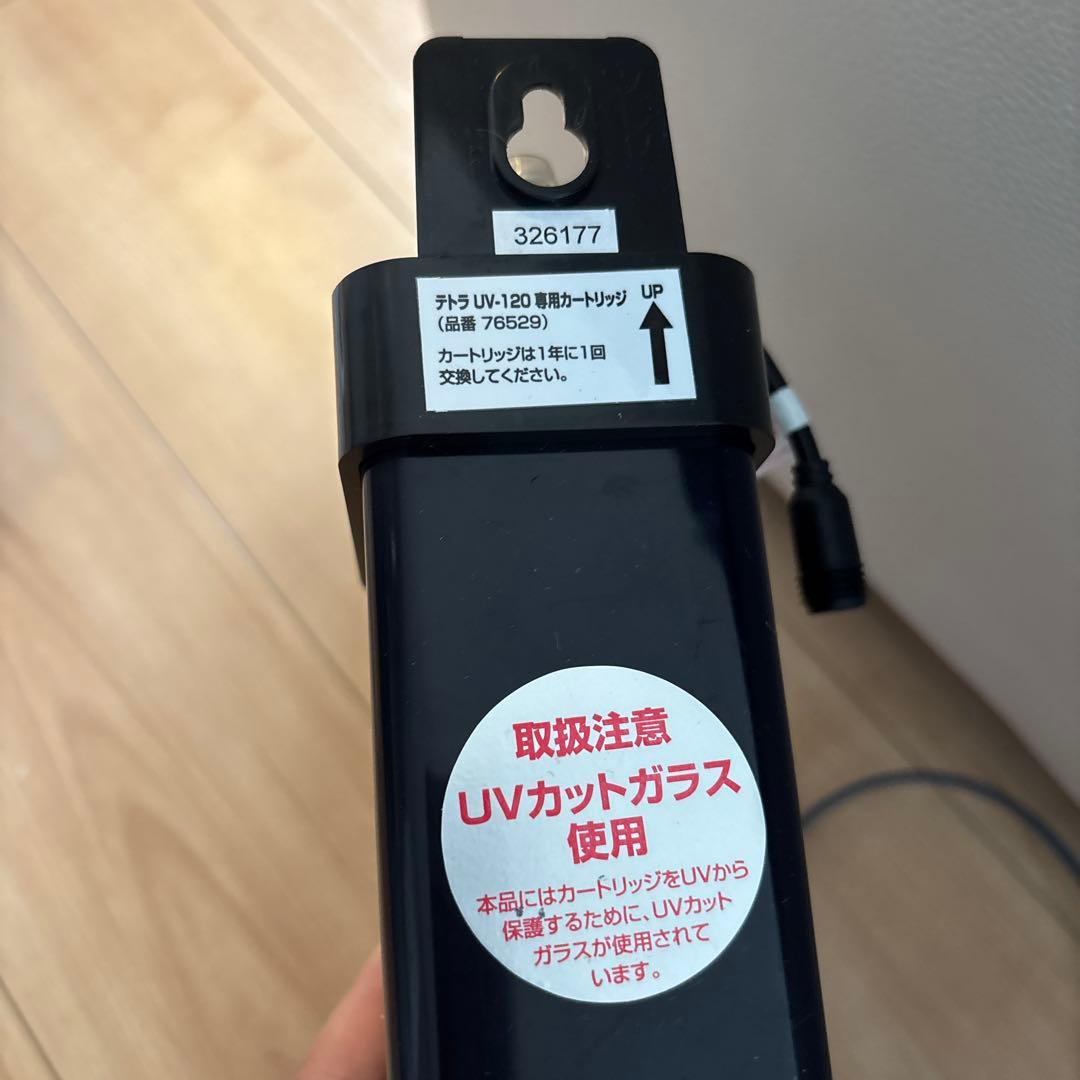 326177
テトラ UV-120 専用カートリッジ
(品番 76529)
カートリッジは1年に1回
交換してください。
UP
取扱注意
UVカットガラス
使用
本品にはカートリッジをUVから
保護するために、UVカット
ガラスが使用されて
います。